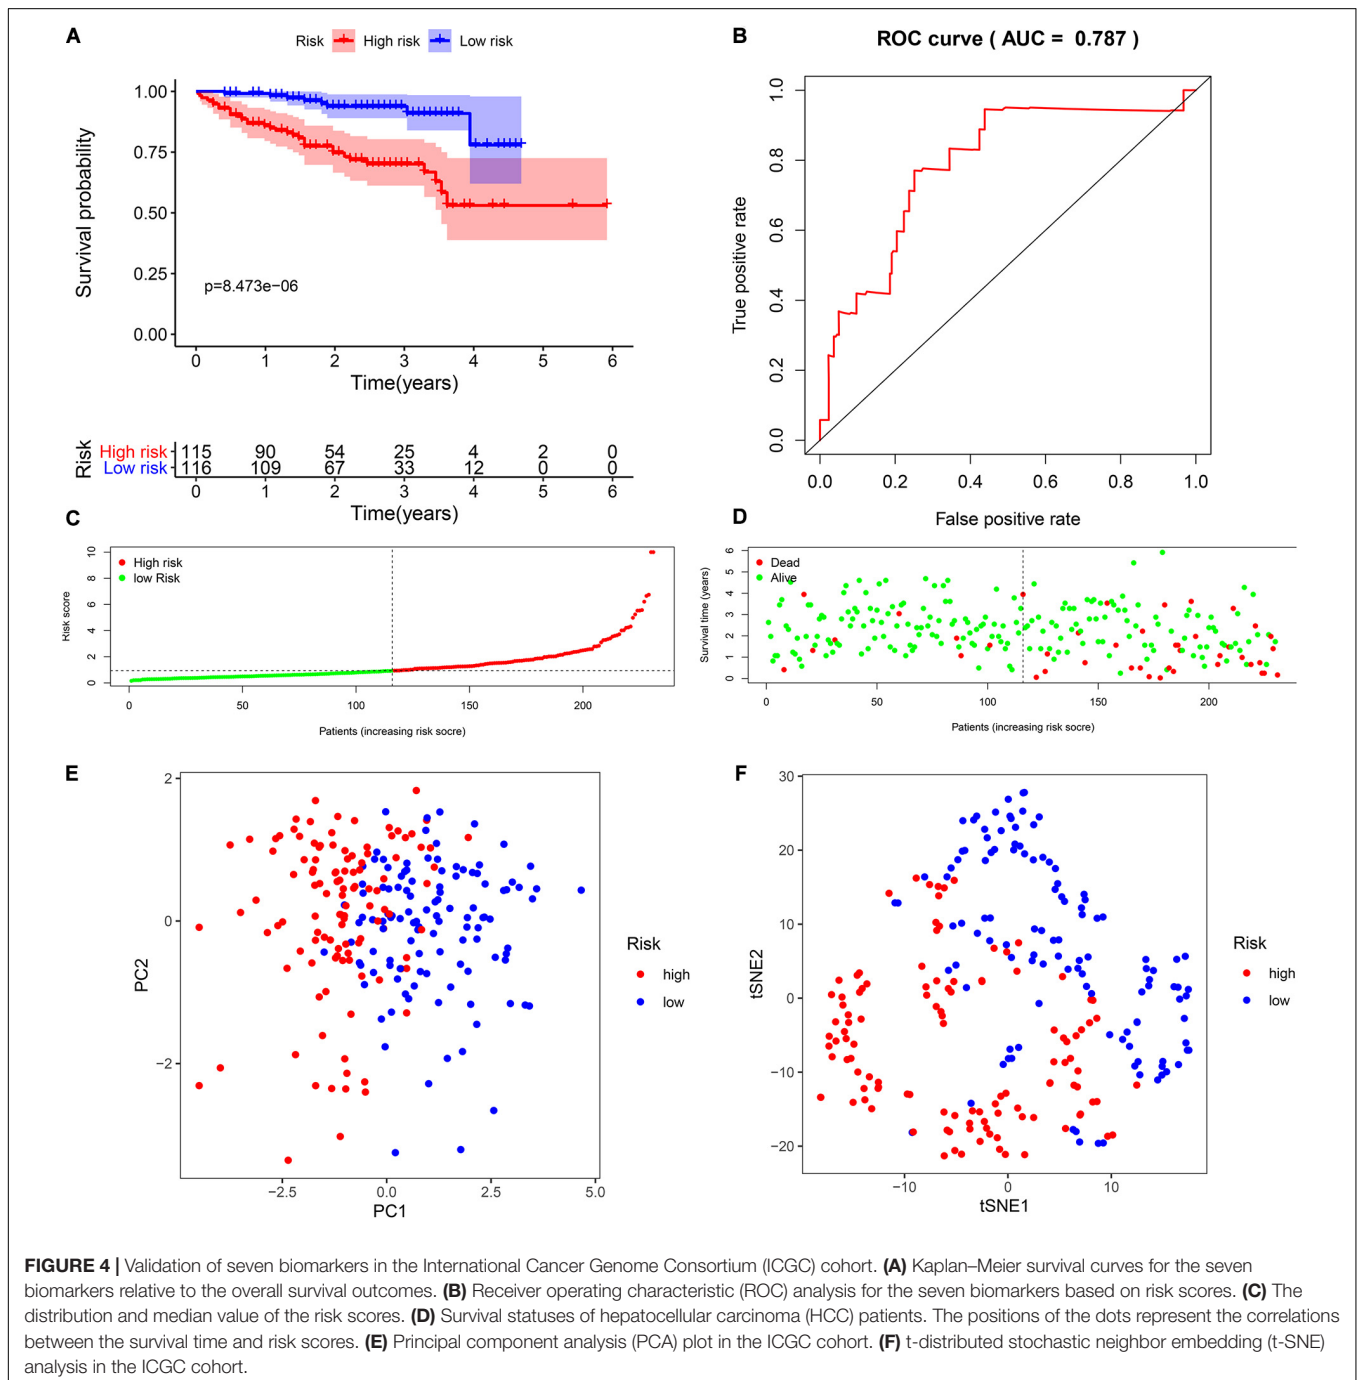 A
Risk High risk Low risk
Survival probability
1.00
0.75
0.50
0.25
0.00
p=8.473e−06
0 1 2 3 4 5 6
Time(years)
Risk
High risk 115 90 54 25 4 2 0
Low risk 116 109 67 33 12 0 0
0 1 2 3 4 5 6
Time(years)
B
ROC curve ( AUC = 0.787 )
True positive rate
1.0
0.8
0.6
0.4
0.2
0.0
0.0 0.2 0.4 0.6 0.8 1.0
False positive rate
C
High risk
low Risk
Risk score
10
8
6
4
2
0
0 50 100 150 200
Patients (increasing risk socre)
D
Dead
Alive
Survival time (years)
6
5
4
3
2
1
0
0 50 100 150 200
Patients (increasing risk socre)
E
PC2
2
0
−2
−2.5 0.0 2.5 5.0
PC1
Risk
high
low
F
tSNE2
30
20
10
0
−10
−20
−10 0 10
tSNE1
Risk
high
low
FIGURE 4 | Validation of seven biomarkers in the International Cancer Genome Consortium (ICGC) cohort. (A) Kaplan–Meier survival curves for the seven
biomarkers relative to the overall survival outcomes. (B) Receiver operating characteristic (ROC) analysis for the seven biomarkers based on risk scores. (C) The
distribution and median value of the risk scores. (D) Survival statuses of hepatocellular carcinoma (HCC) patients. The positions of the dots represent the correlations
between the survival time and risk scores. (E) Principal component analysis (PCA) plot in the ICGC cohort. (F) t-distributed stochastic neighbor embedding (t-SNE)
analysis in the ICGC cohort.